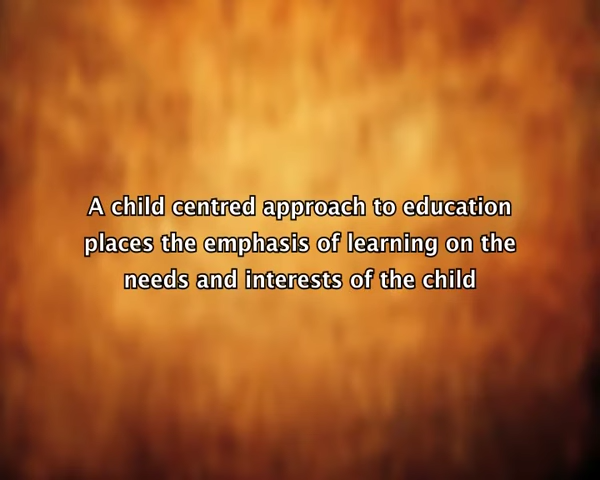 A child centred approach to education
places the emphasis of learning on the
needs and interests of the child